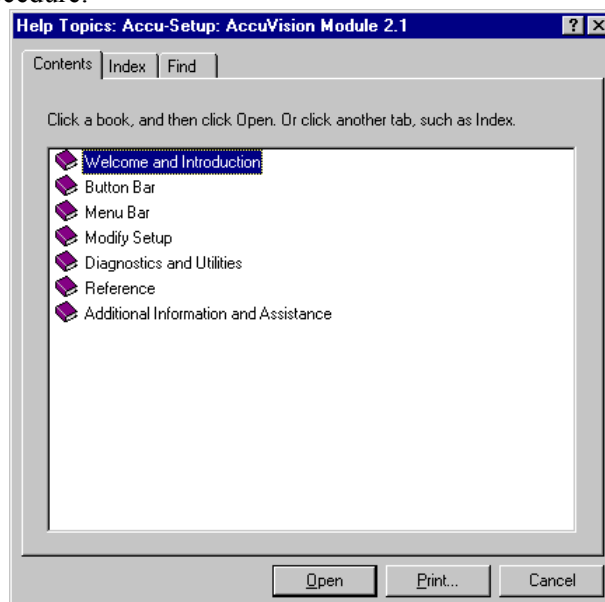 Help Topics: Accu-Setup: AccuVision Module 2.1
Contents Index Find
Click a book, and then click Open. Or click another tab, such as Index.
Welcome and Introduction
Button Bar
Menu Bar
Modify Setup
Diagnostics and Utilities
Reference
Additional Information and Assistance
Open Print... Cancel